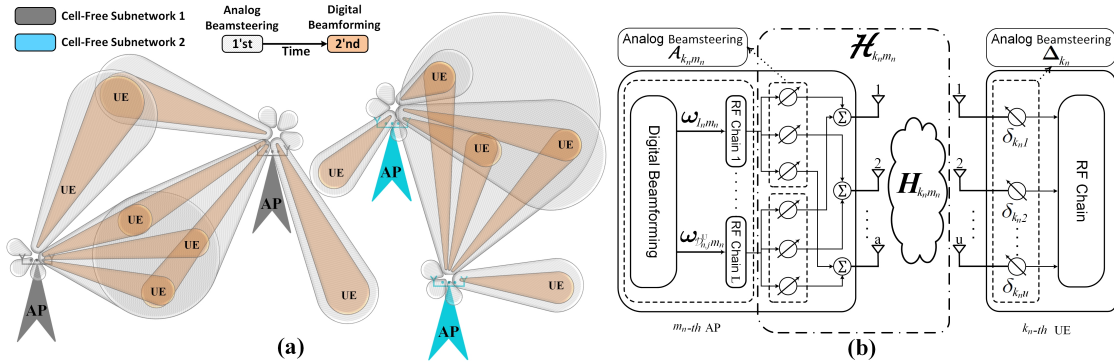 Cell-Free Subnetwork 1
Cell-Free Subnetwork 2
Analog
Beamsteering
Digital
Beamforming
1'st
Time
2'nd
UE
UE
UE
UE
UE
AP
AP
UE
UE
UE
UE
UE
UE
AP
AP
(a)
Analog Beamsteering
A_{k_n m_n}
Digital Beamforming
ω_{1_n m_n}
RF Chain 1
RF Chain L
Σ
Σ
Σ
1
2
a
m_n-th AP
ℋ_{k_n m_n}
H_{k_n m_n}
Analog Beamsteering
Δ_{k_n}
1
2
u
δ_{k_n 1}
δ_{k_n 2}
δ_{k_n u}
RF Chain
k_n-th UE
(b)